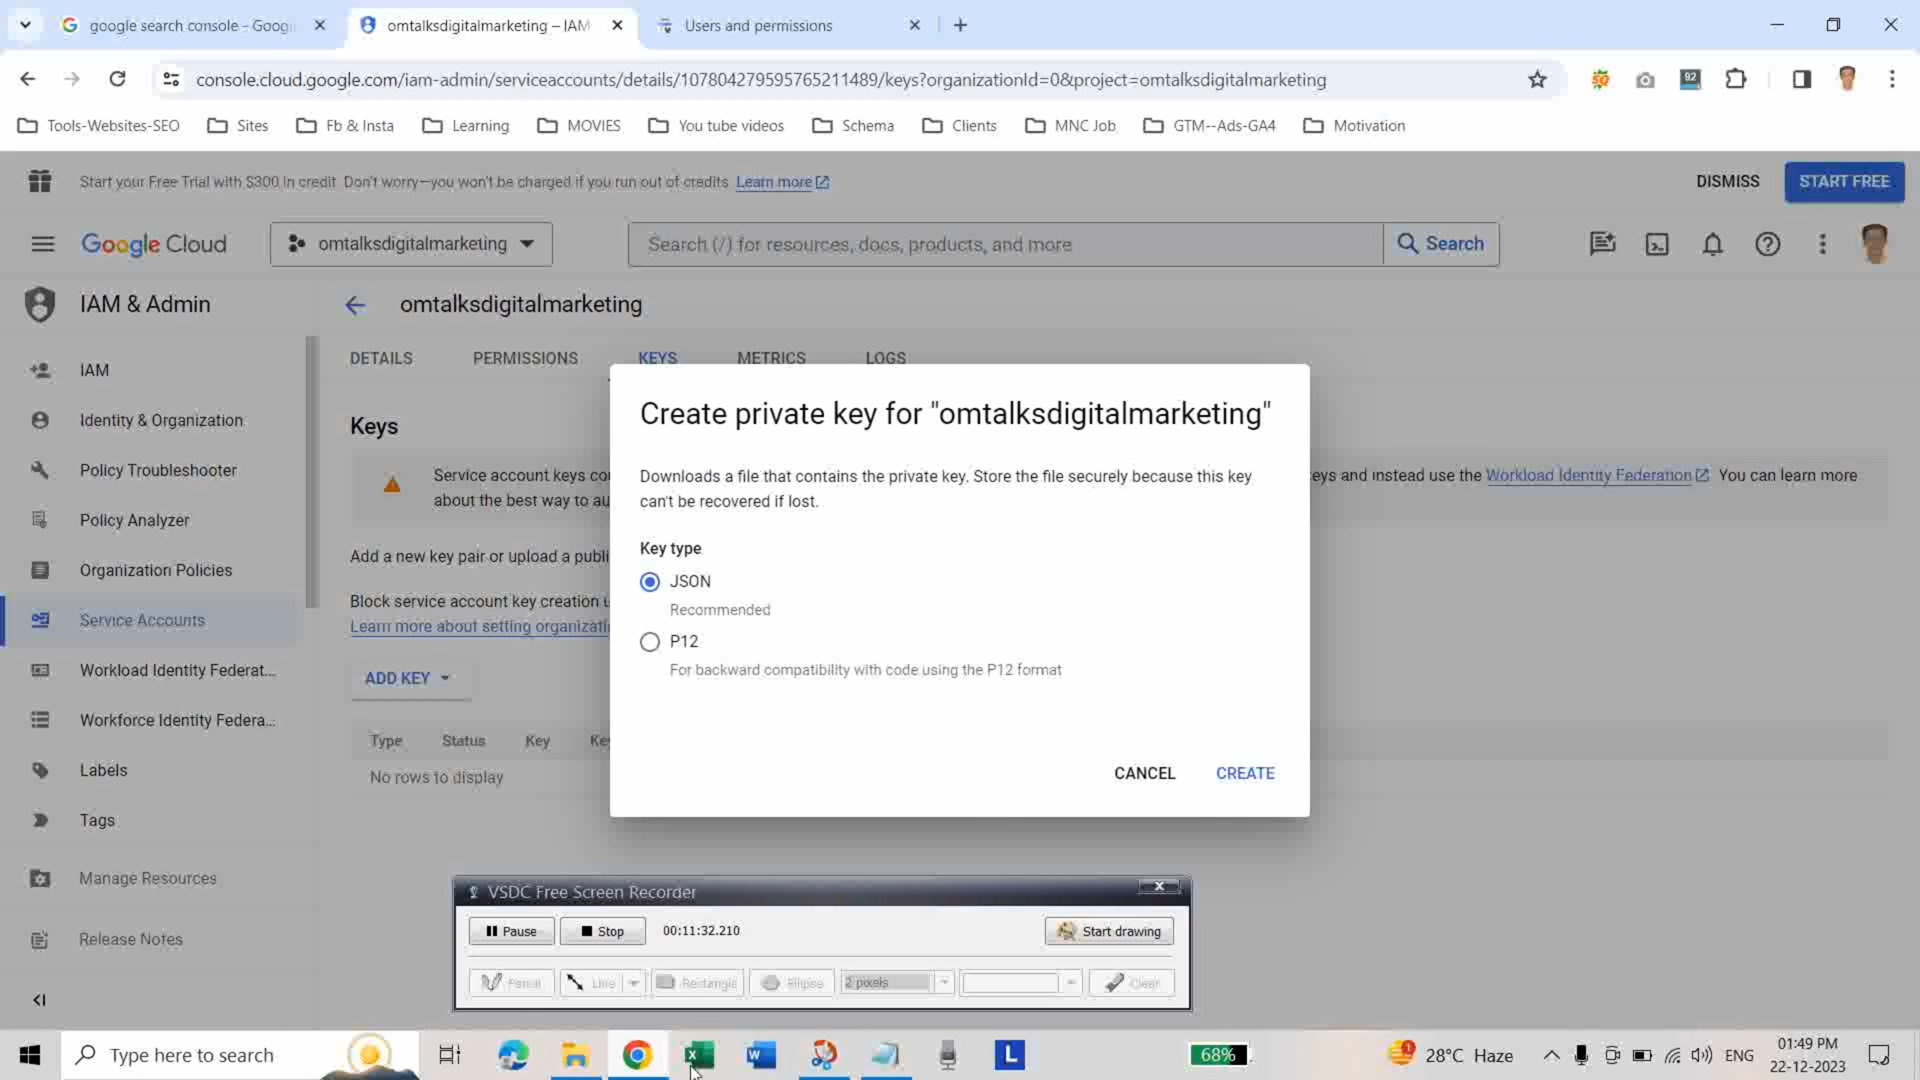 google search console - Goog
omtalksdigitalmarketing – IAM
Users and permissions
console.cloud.google.com/iam-admin/serviceaccounts/details/107804279595765211489/keys?organizationId=0&project=omtalksdigitalmarketing
92
Tools-Websites-SEO
Sites
Fb & Insta
Learning
MOVIES
You tube videos
Schema
Clients
MNC Job
GTM--Ads-GA4
Motivation
Start your Free Trial with $300 in credit. Don't worry—you won't be charged if you run out of credits. Learn more
DISMISS
START FREE
Google Cloud
omtalksdigitalmarketing
Search (/) for resources, docs, products, and more
Search
IAM & Admin
omtalksdigitalmarketing
IAM
Identity & Organization
Policy Troubleshooter
Policy Analyzer
Organization Policies
Service Accounts
Workload Identity Federat...
Workforce Identity Federa...
Labels
Tags
Manage Resources
Release Notes
DETAILS
PERMISSIONS
KEYS
METRICS
LOGS
Keys
Service account keys co
eys and instead use the Workload Identity Federation
You can learn more
about the best way to au
Add a new key pair or upload a publi
Block service account key creation u
Learn more about setting organizati
ADD KEY
Type
Status
Key
Ke
No rows to display
Create private key for "omtalksdigitalmarketing"
Downloads a file that contains the private key. Store the file securely because this key
can't be recovered if lost.
Key type
JSON
Recommended
P12
For backward compatibility with code using the P12 format
CANCEL
CREATE
VSDC Free Screen Recorder
Pause
Stop
00:11:32.210
Start drawing
Pencil
Line
Rectangle
Ellipse
2 pixels
Clear
Type here to search
L
68%
1
28°C Haze
ENG
01:49 PM
22-12-2023